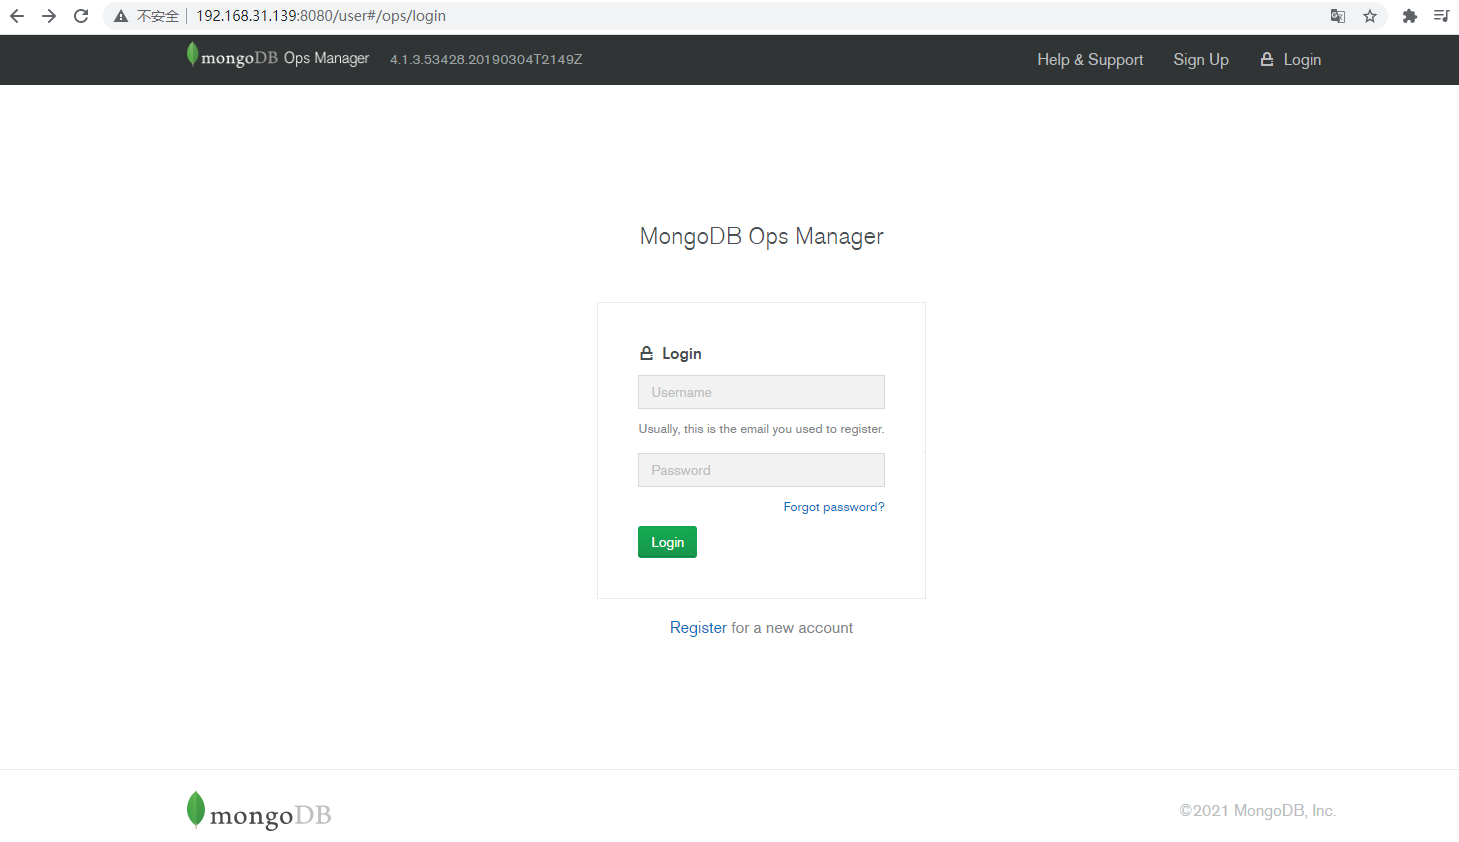 不安全 192.168.31.139:8080/user#/ops/login
mongoDB Ops Manager 4.1.3.53428.20190304T2149Z Help & Support Sign Up Login
MongoDB Ops Manager
Login
Username
Usually, this is the email you used to register.
Password
Forgot password?
Login
Register for a new account
mongoDB ©2021 MongoDB, Inc.